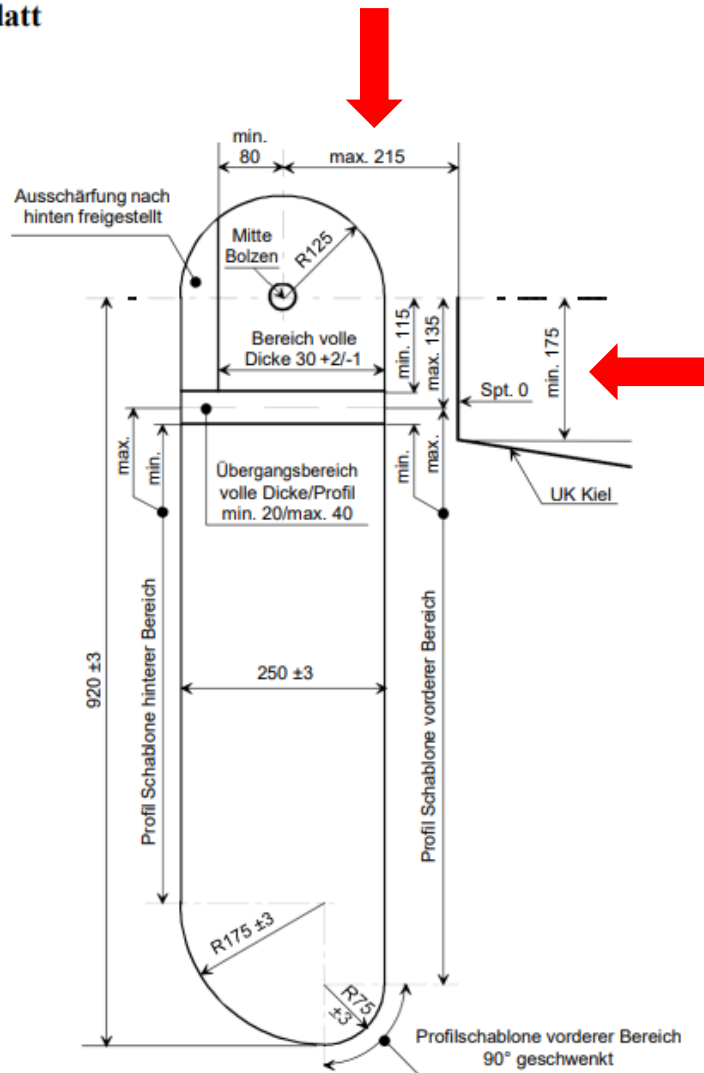 latt
min.
80
max. 215
Ausschärfung nach
hinten freigestellt
Mitte
Bolzen
R125
Bereich volle
Dicke 30 +2/-1
min. 115
max. 135
min. 175
Spt. 0
max.
min.
min.
max.
Übergangsbereich
volle Dicke/Profil
min. 20/max. 40
UK Kiel
920 ±3
Profil Schablone hinterer Bereich
250 ±3
Profil Schablone vorderer Bereich
R175 ±3
R75
±3
Profilschablone vorderer Bereich
90° geschwenkt